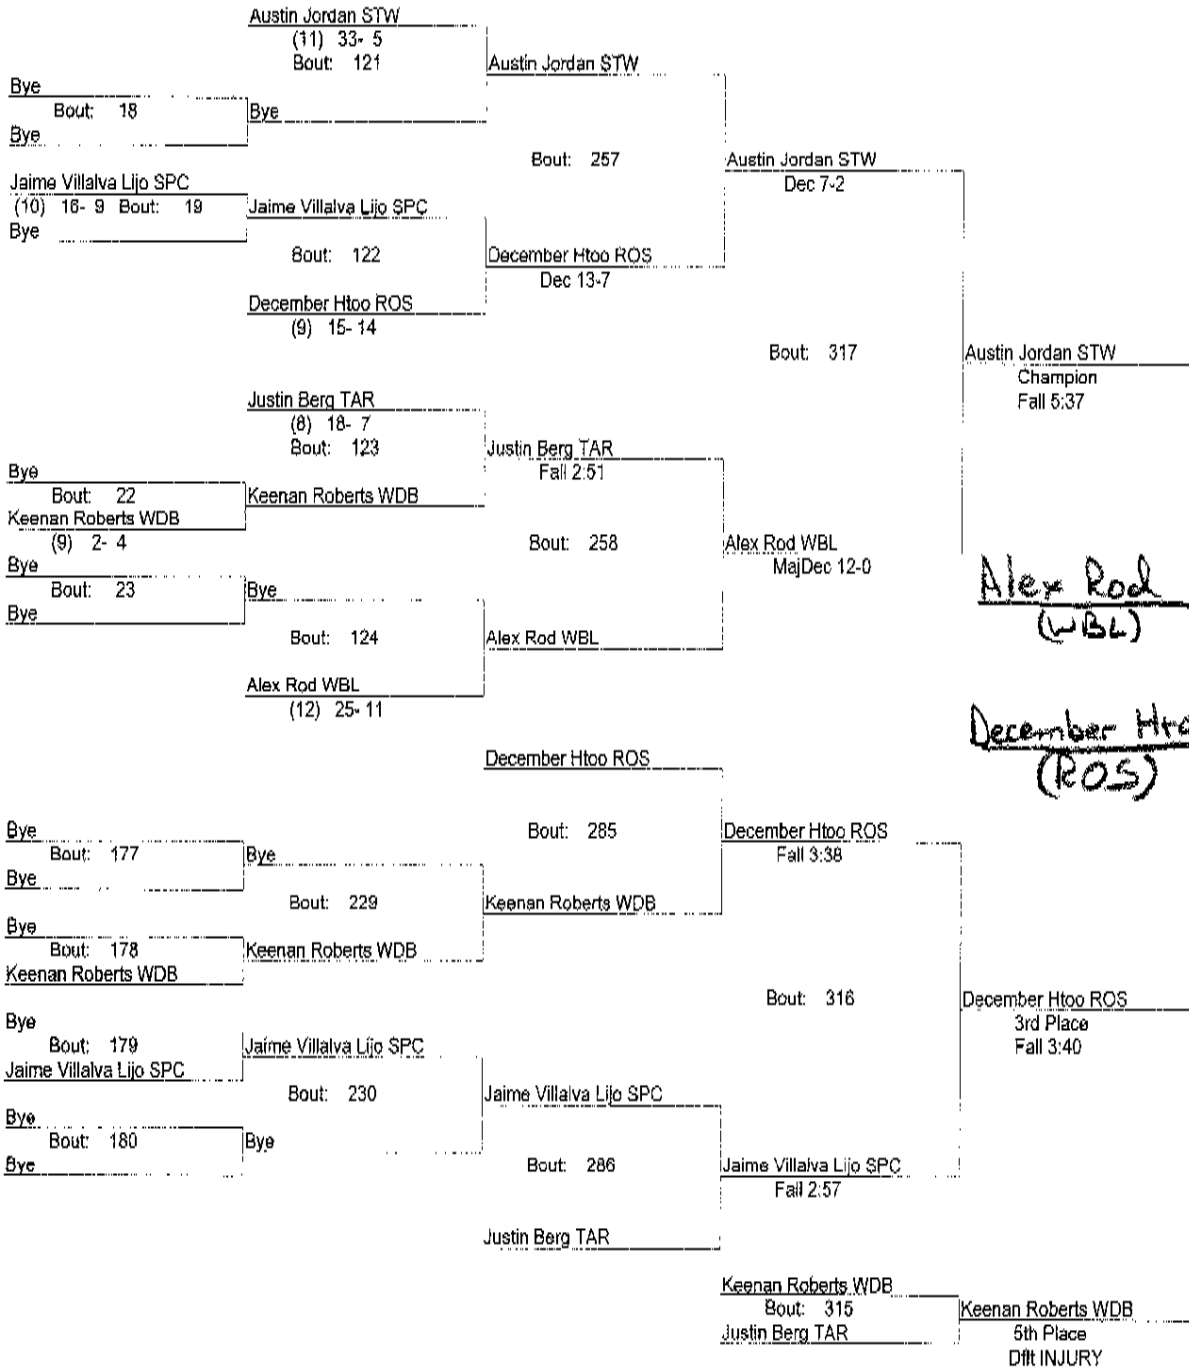 Austin Jordan STW
(11) 33- 5
Bout: 121
Austin Jordan STW
Bye
Bout: 18
Bye
Bye
Bout: 257
Austin Jordan STW
Dec 7-2
Jaime Villalva Lijo SPC
(10) 16- 9 Bout: 19
Jaime Villalva Lijo SPC
Bye
Bout: 122
December Htoo ROS
Dec 13-7
December Htoo ROS
(9) 15- 14
Bout: 317
Austin Jordan STW
Champion
Fall 5:37
Justin Berg TAR
(8) 18- 7
Bout: 123
Justin Berg TAR
Fall 2:51
Bye
Bout: 22
Keenan Roberts WDB
Keenan Roberts WDB
(9) 2- 4
Bout: 258
Alex Rod WBL
MajDec 12-0
Bye
Bout: 23
Bye
Bye
Bout: 124
Alex Rod WBL
Alex Rod WBL
(12) 25- 11
Alex Rod
(WBL)
December Hto
(ROS)
December Htoo ROS
Bout: 285
December Htoo ROS
Fall 3:38
Bye
Bout: 177
Bye
Bye
Bout: 229
Keenan Roberts WDB
Bye
Bout: 178
Keenan Roberts WDB
Keenan Roberts WDB
Bout: 316
December Htoo ROS
3rd Place
Fall 3:40
Bye
Bout: 179
Jaime Villalva Lijo SPC
Jaime Villalva Lijo SPC
Bout: 230
Jaime Villalva Lijo SPC
Bye
Bout: 180
Bye
Bye
Bout: 286
Jaime Villalva Lijo SPC
Fall 2:57
Justin Berg TAR
Keenan Roberts WDB
Bout: 315
Justin Berg TAR
Keenan Roberts WDB
5th Place
Dflt INJURY